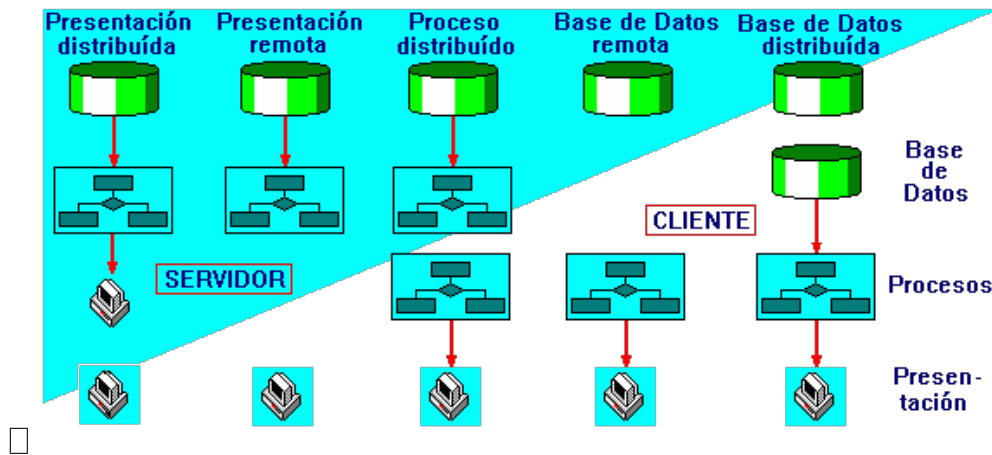 Presentación
distribuída
Presentación
remota
Proceso
distribuído
Base de Datos
remota
Base de Datos
distribuída
Base
de
Datos
CLIENTE
SERVIDOR
Procesos
Presen-
tación